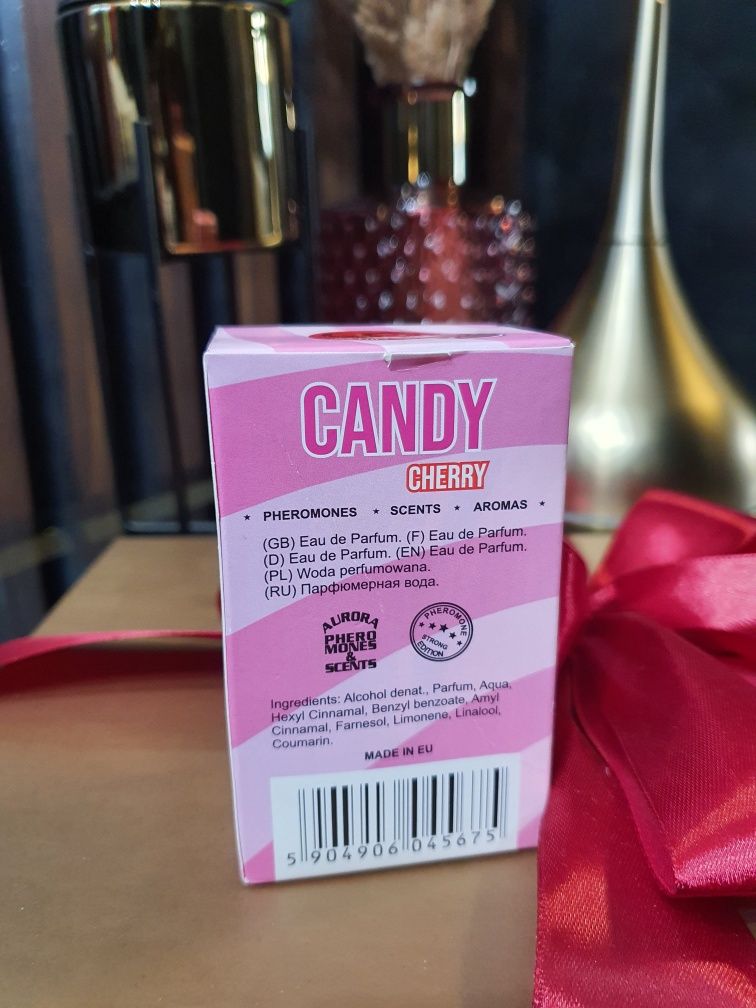 CANDY
CHERRY
★ PHEROMONES ★ SCENTS ★ AROMAS ★
(GB) Eau de Parfum. (F) Eau de Parfum.
(D) Eau de Parfum. (EN) Eau de Parfum.
(PL) Woda perfumowana.
(RU) Парфюмерная вода.
AURORA
PHERO
MONES
&
SCENTS
PHEROMONE
STRONG
EDITION
Ingredients: Alcohol denat., Parfum, Aqua,
Hexyl Cinnamal, Benzyl benzoate, Amyl
Cinnamal, Farnesol, Limonene, Linalool,
Coumarin.
MADE IN EU
5 904906 045675